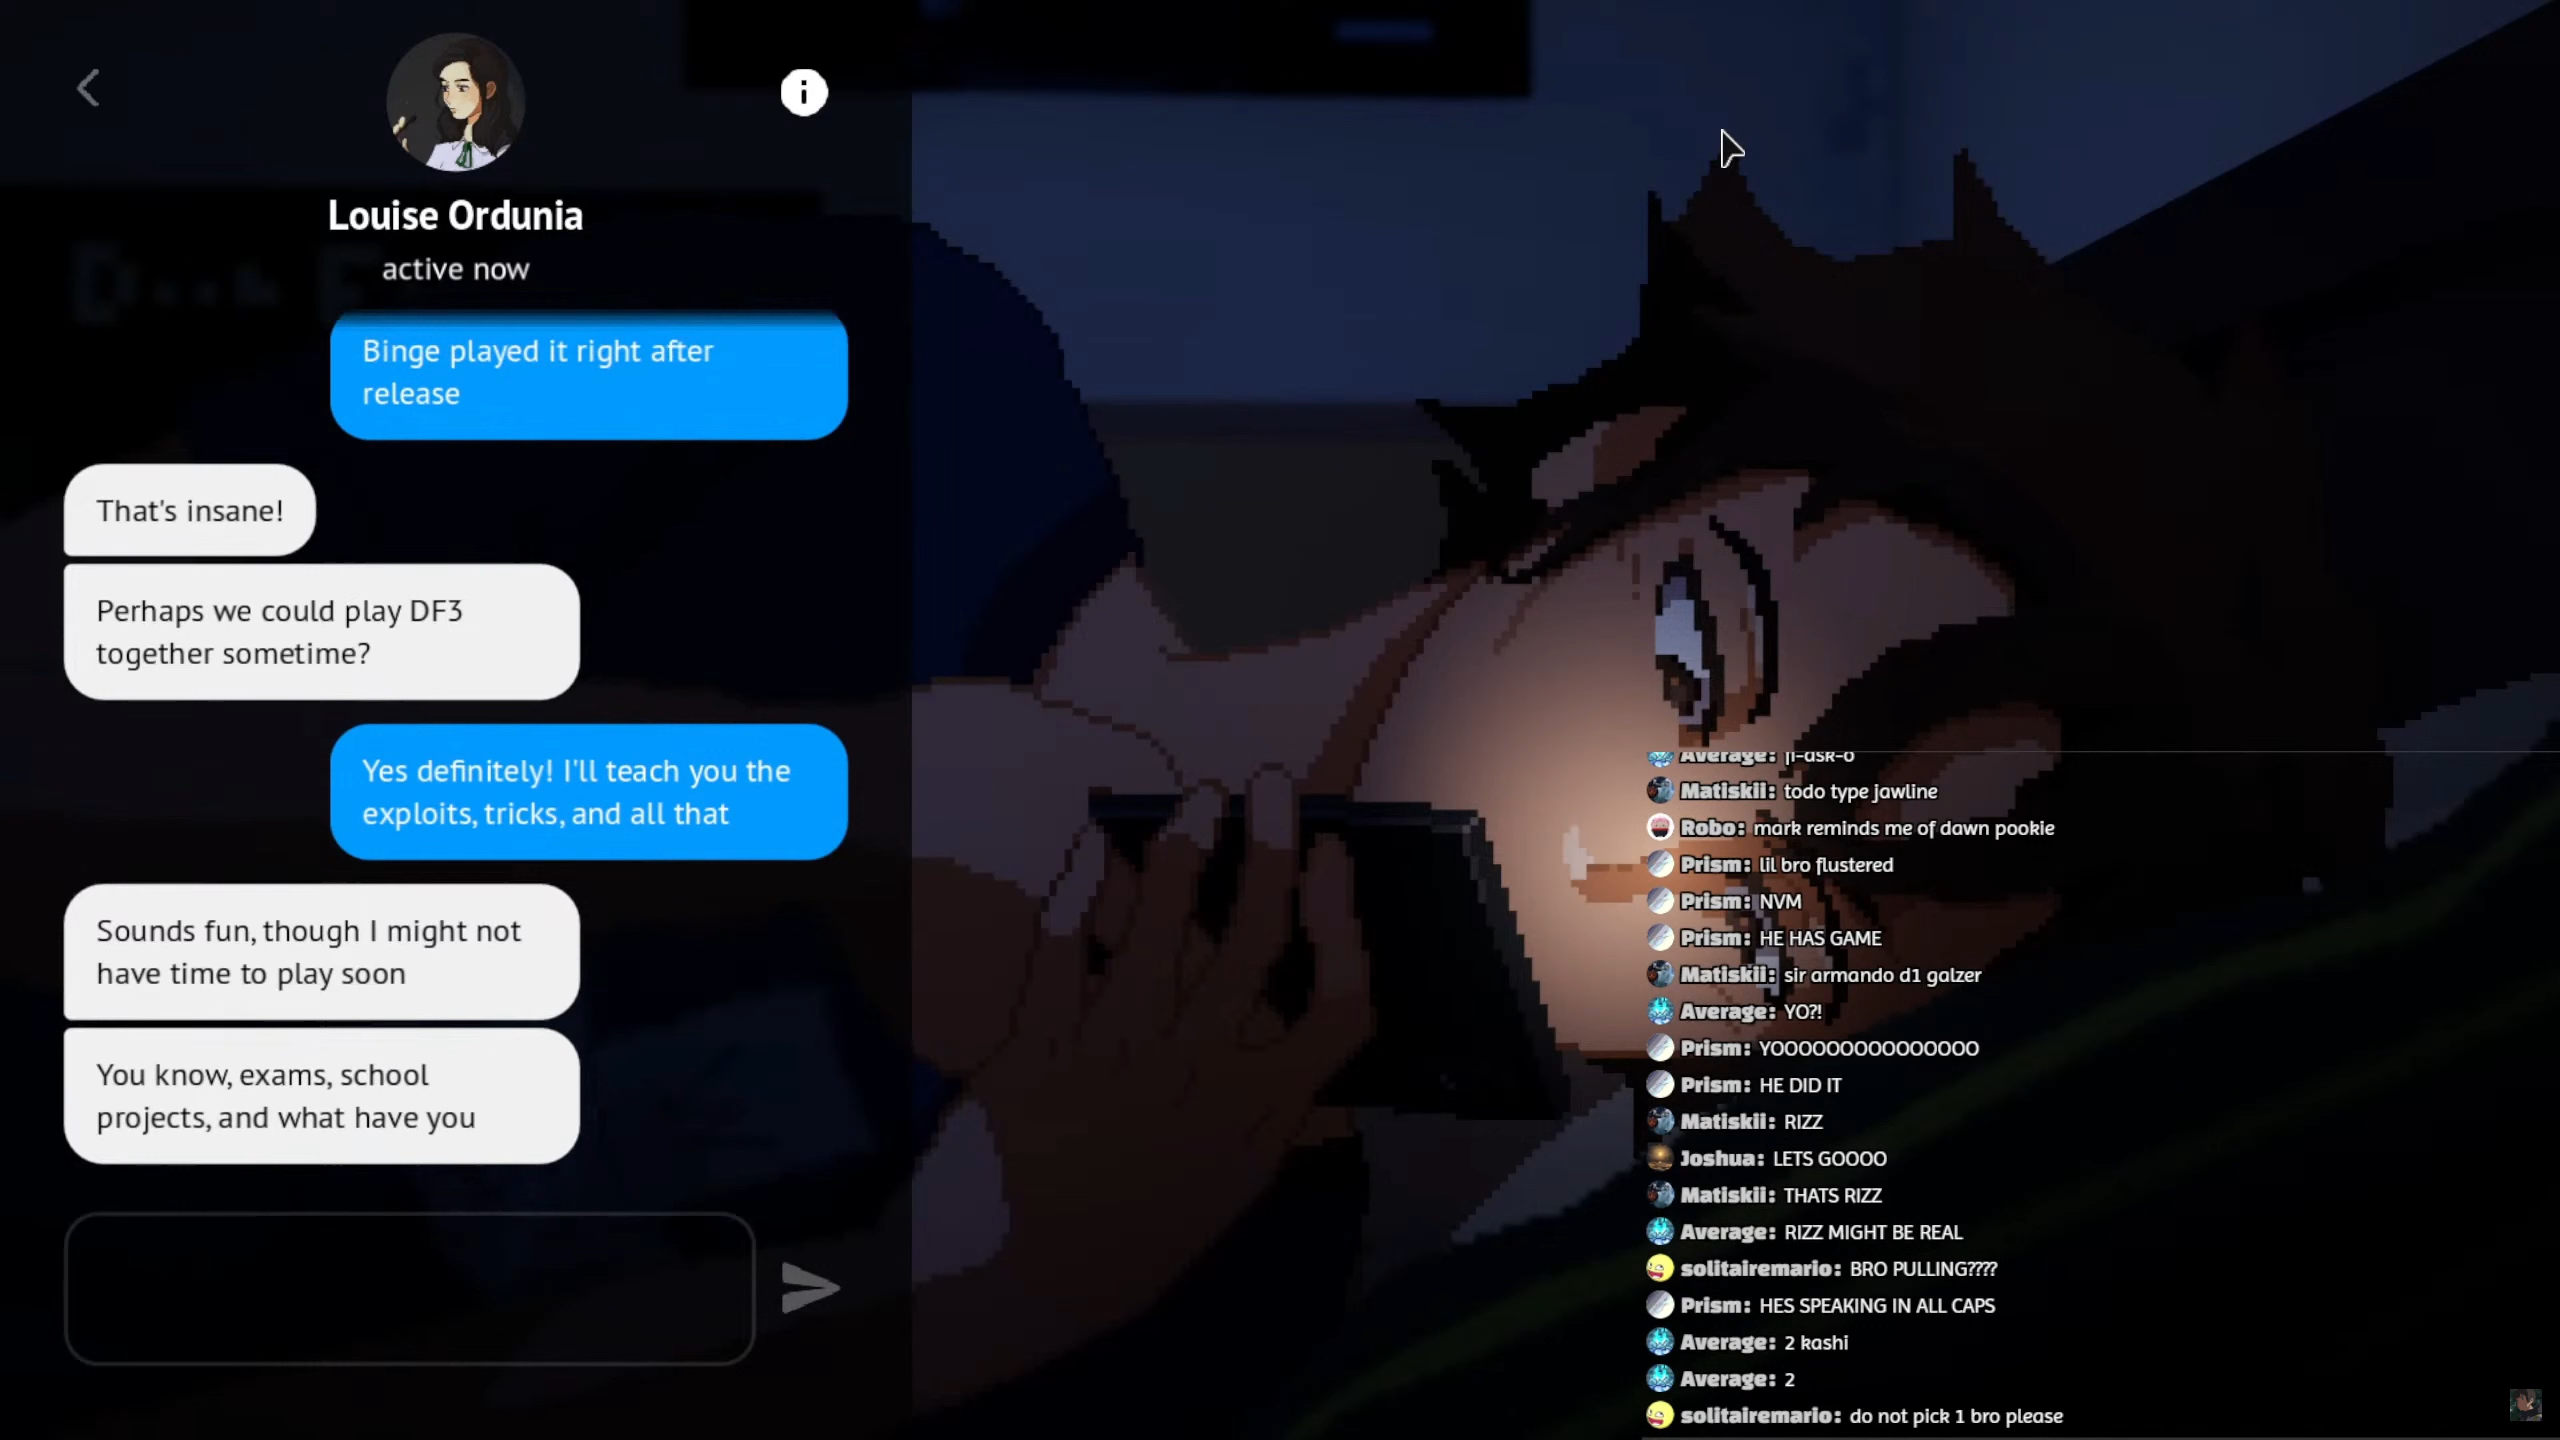 Louise Ordunia
active now
Binge played it right after
release
That's insane!
Perhaps we could play DF3
together sometime?
Yes definitely! I'll teach you the
exploits, tricks, and all that
Sounds fun, though I might not
have time to play soon
You know, exams, school
projects, and what have you
Average:
Matiskii: todo type jawline
Robo: mark reminds me of dawn pookie
Prism: lil bro flustered
Prism: NVM
Prism: HE HAS GAME
Matiskii: sir armando d1 galzer
Average: YO?!
Prism: YOOOOOOOOOOOOOOO
Prism: HE DID IT
Matiskii: RIZZ
Joshua: LETS GOOOO
Matiskii: THATS RIZZ
Average: RIZZ MIGHT BE REAL
solitairemario: BRO PULLING????
Prism: HES SPEAKING IN ALL CAPS
Average: 2 kashi
Average: 2
solitairemario: do not pick 1 bro please